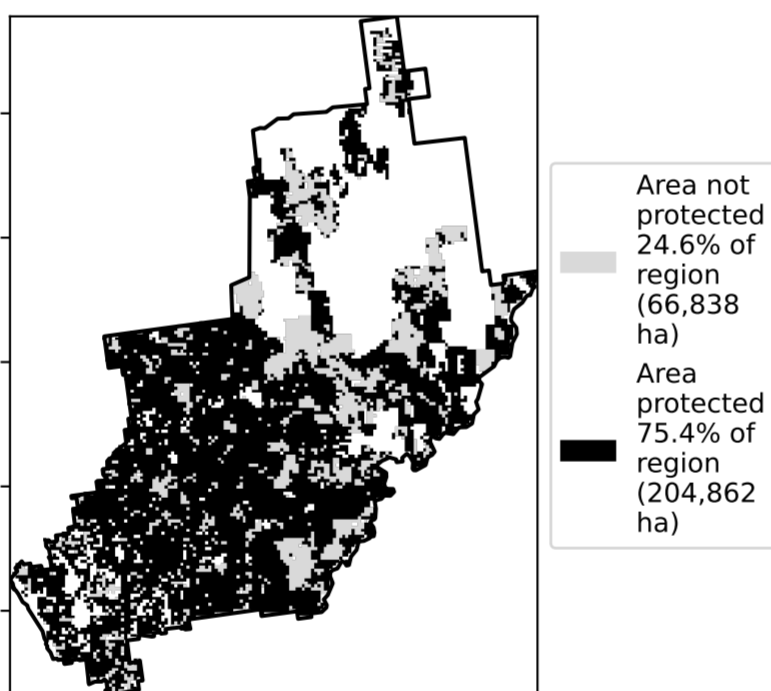 Area not
protected
24.6% of
region
(66,838
ha)
Area
protected
75.4% of
region
(204,862
ha)